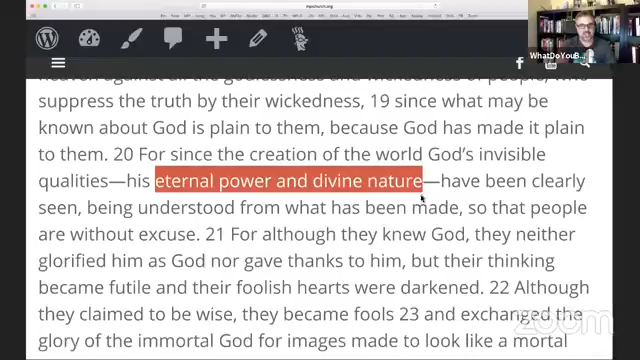 mpichurch.org
WhatDoYouB...
suppress the truth by their wickedness, 19 since what may be
known about God is plain to them, because God has made it plain
to them. 20 For since the creation of the world God’s invisible
qualities—his eternal power and divine nature—have been clearly
seen, being understood from what has been made, so that people
are without excuse. 21 For although they knew God, they neither
glorified him as God nor gave thanks to him, but their thinking
became futile and their foolish hearts were darkened. 22 Although
they claimed to be wise, they became fools 23 and exchanged the
glory of the immortal God for images made to look like a mortal
zoom